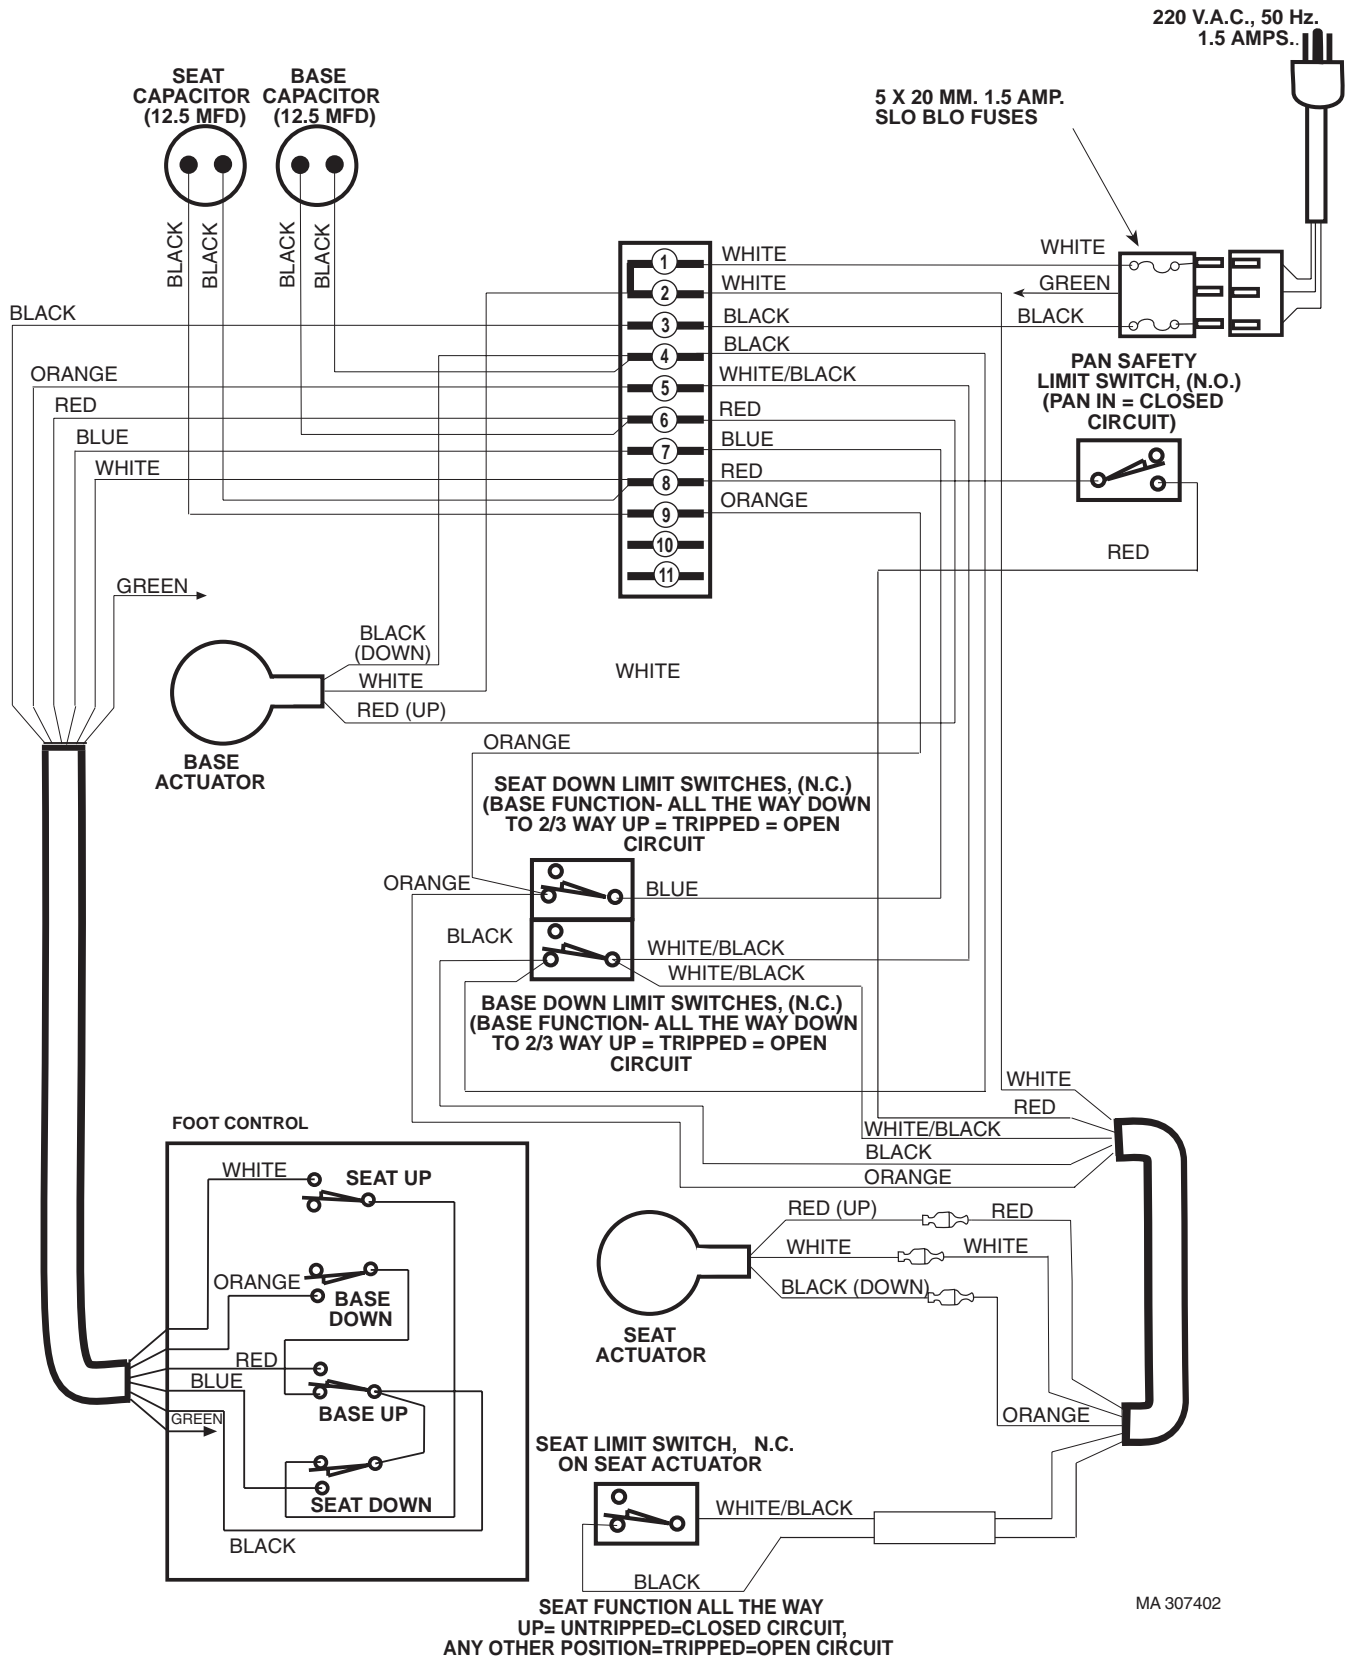 220 V.A.C., 50 Hz.
1.5 AMPS..
SEAT
CAPACITOR
(12.5 MFD)
BASE
CAPACITOR
(12.5 MFD)
5 X 20 MM. 1.5 AMP.
SLO BLO FUSES
BLACK
BLACK
BLACK
BLACK
1
2
3
4
5
6
7
8
9
10
11
WHITE
WHITE
WHITE
GREEN
BLACK
BLACK
BLACK
BLACK
WHITE/BLACK
RED
BLUE
RED
ORANGE
ORANGE
RED
BLUE
WHITE
GREEN
PAN SAFETY
LIMIT SWITCH, (N.O.)
(PAN IN = CLOSED
CIRCUIT)
RED
BLACK
(DOWN)
WHITE
RED (UP)
BASE
ACTUATOR
WHITE
ORANGE
SEAT DOWN LIMIT SWITCHES, (N.C.)
(BASE FUNCTION- ALL THE WAY DOWN
TO 2/3 WAY UP = TRIPPED = OPEN
CIRCUIT
ORANGE
BLUE
BLACK
WHITE/BLACK
WHITE/BLACK
BASE DOWN LIMIT SWITCHES, (N.C.)
(BASE FUNCTION- ALL THE WAY DOWN
TO 2/3 WAY UP = TRIPPED = OPEN
CIRCUIT
WHITE
RED
WHITE/BLACK
BLACK
ORANGE
FOOT CONTROL
WHITE
SEAT UP
ORANGE
BASE
DOWN
RED
BLUE
BASE UP
GREEN
SEAT DOWN
BLACK
RED (UP)
RED
WHITE
WHITE
BLACK (DOWN)
SEAT
ACTUATOR
ORANGE
SEAT LIMIT SWITCH, N.C.
ON SEAT ACTUATOR
WHITE/BLACK
BLACK
SEAT FUNCTION ALL THE WAY
UP= UNTRIPPED=CLOSED CIRCUIT,
ANY OTHER POSITION=TRIPPED=OPEN CIRCUIT
MA 307402